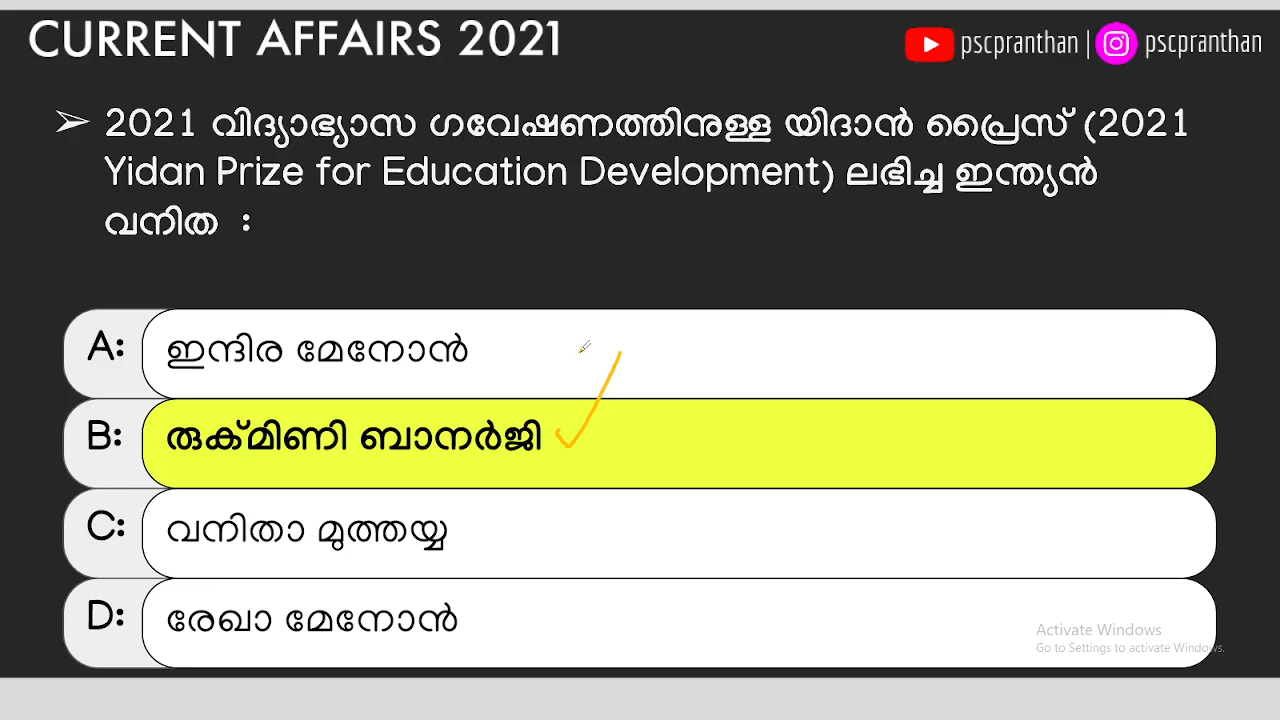 CURRENT AFFAIRS 2021
pscpranthan | pscpranthan
➢ 2021 വിദ്യാഭ്യാസ ഗവേഷണത്തിനുള്ള യിദാൻ പ്രൈസ് (2021
Yidan Prize for Education Development) ലഭിച്ച ഇന്ത്യൻ
വനിത :
A: ഇന്ദിര മേനോൻ
B: രുക്മിണി ബാനർജി
C: വനിതാ മുത്തയ്യ
D: രേഖാ മേനോൻ
Activate Windows
Go to Settings to activate Windows.